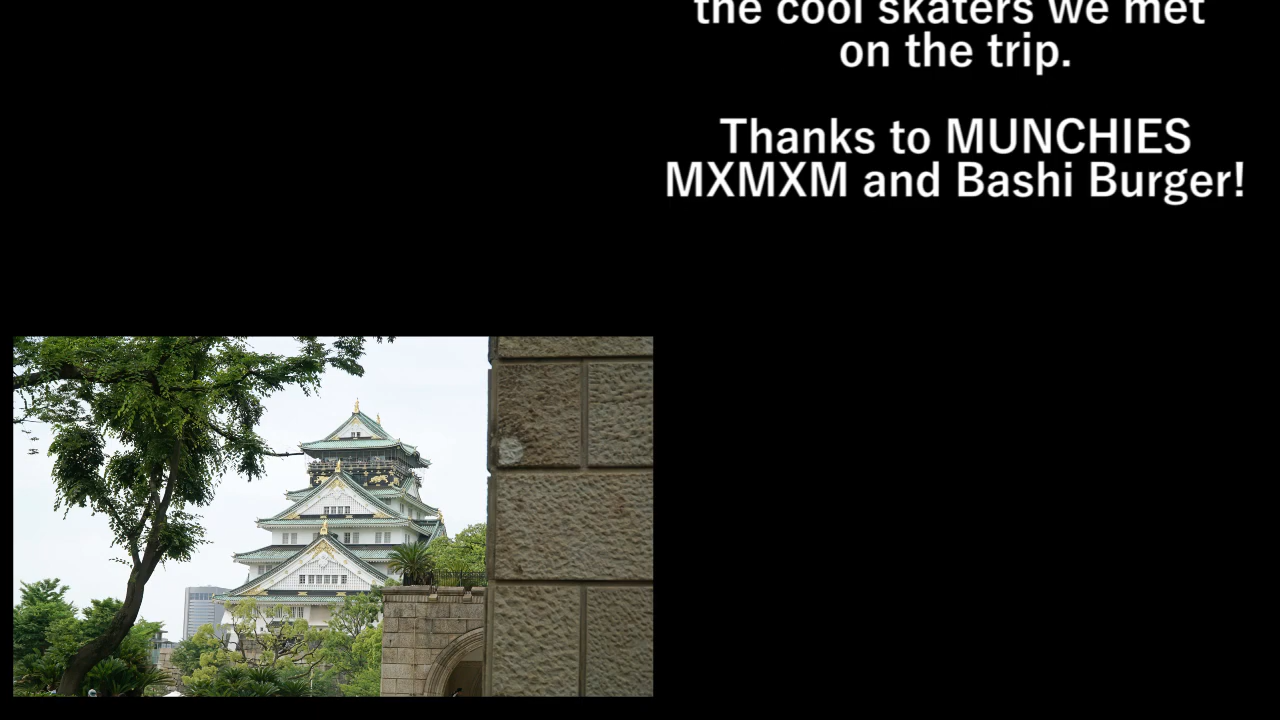 the cool skaters we met
on the trip.
Thanks to MUNCHIES
MXMXM and Bashi Burger!